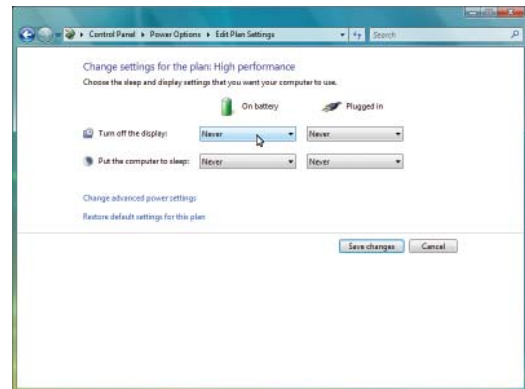 Control Panel Power Options Edit Plan Settings Search
Change settings for the plan: High performance
Choose the sleep and display settings that you want your computer to use.
On battery Plugged in
Turn off the display: Never Never
Put the computer to sleep: Never Never
Change advanced power settings
Restore default settings for this plan
Save changes Cancel